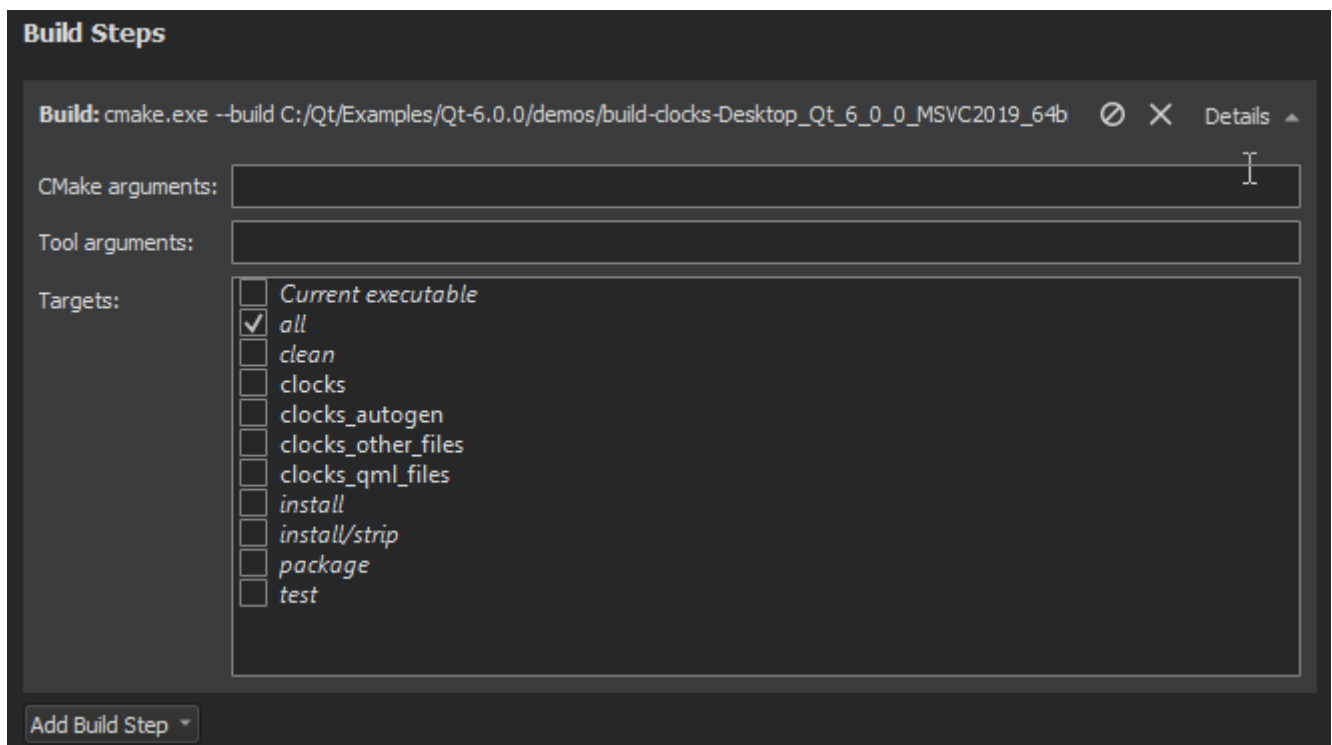 Build Steps
Build: cmake.exe --build C:/Qt/Examples/Qt-6.0.0/demos/build-clocks-Desktop_Qt_6_0_0_MSVC2019_64b Details
CMake arguments:
Tool arguments:
Targets:
Current executable
all
clean
clocks
clocks_autogen
clocks_other_files
clocks_qml_files
install
install/strip
package
test
Add Build Step